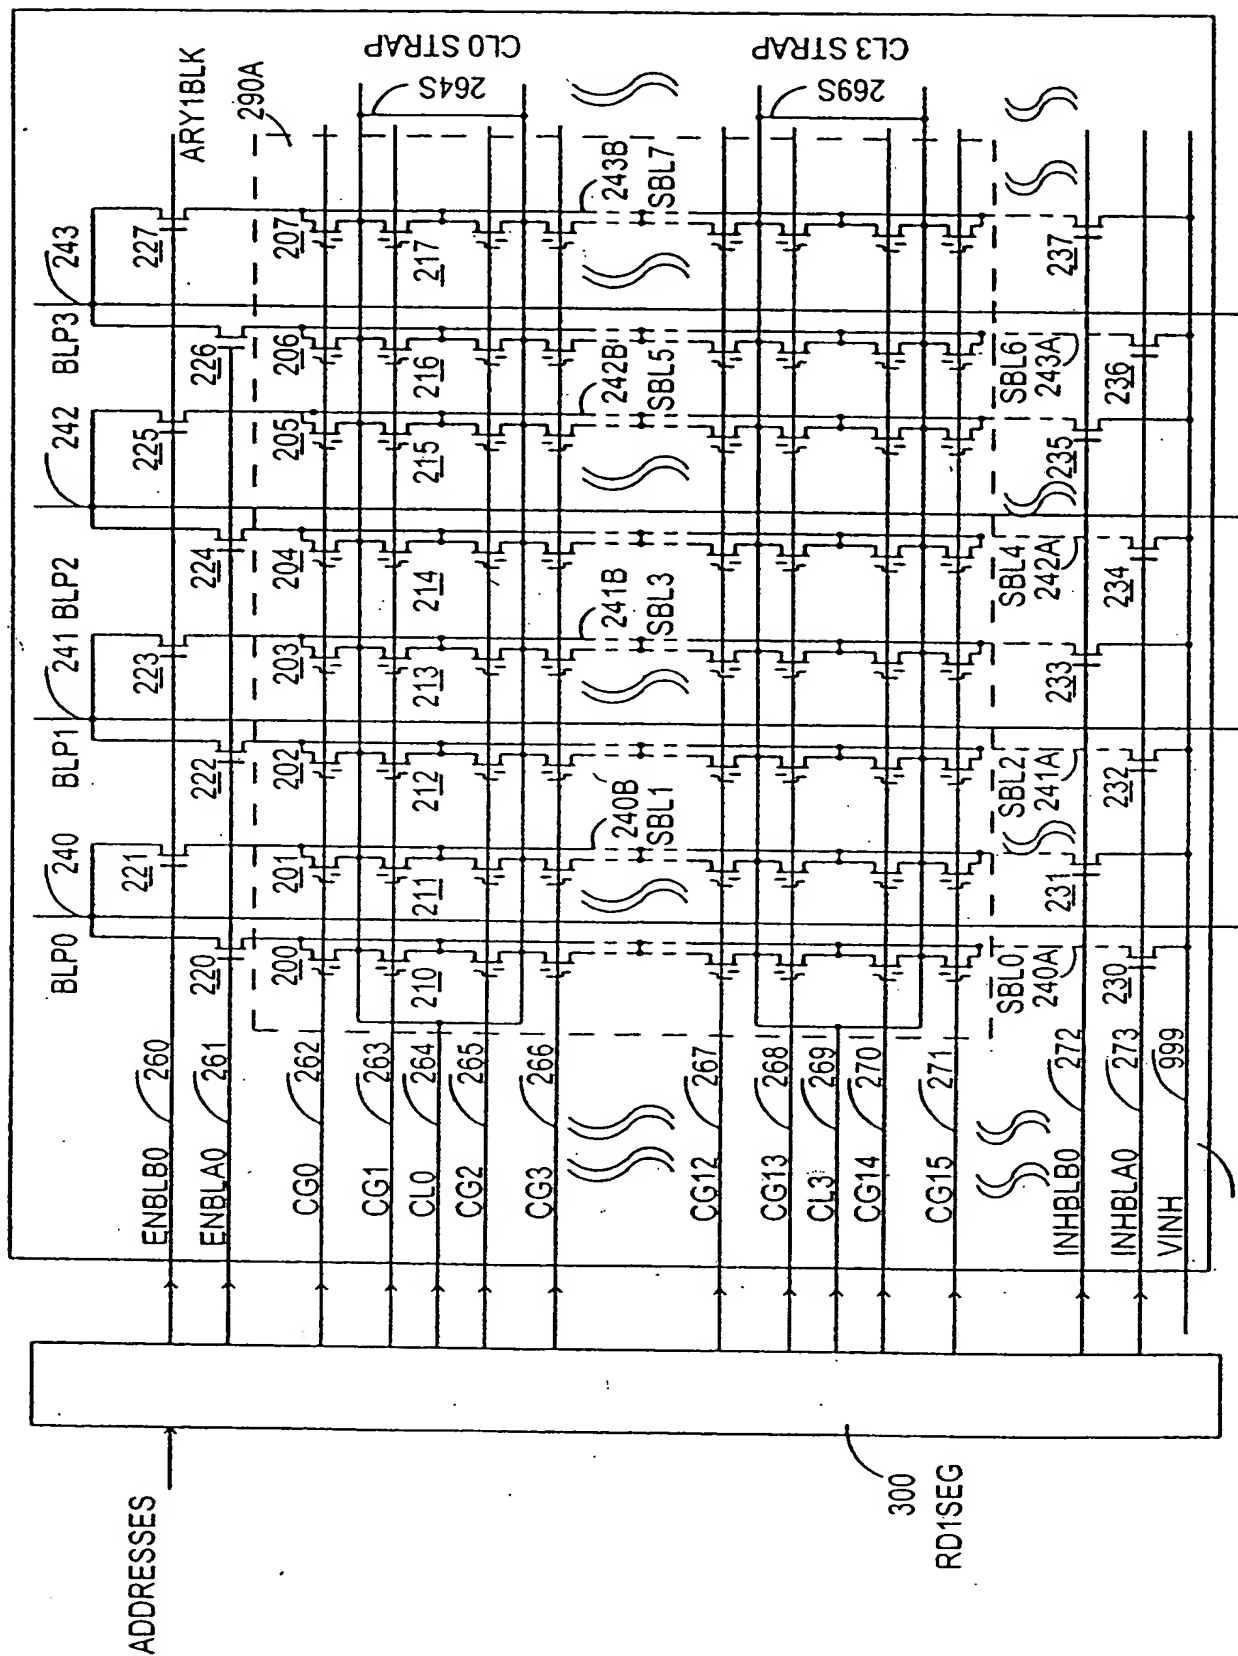 ADDRESSES
300
RD1SEG
BLP0 240 BLP1 241 BLP2 242 BLP3 243
ARY1BLK
290A
ENBLB0 260
221 223 225 227
ENBLA0 261
220 222 224 226
CG0 262
200 201 202 203 204 205 206 207
CG1 263
CL0 264
210 211 212 213 214 215 216 217
CG2 265
CG3 266
264S
CL0 STRAP
240B 241B 242B 243B
SBL1 SBL3 SBL5 SBL7
CG12 267
CG13 268
CL3 269
CG14 270
CG15 271
269S
CL3 STRAP
SBL0 SBL2 SBL4 SBL6
240A 241A 242A 243A
INHBLB0 272
231 233 235 237
INHBLA0 273
230 232 234 236
VINH 999